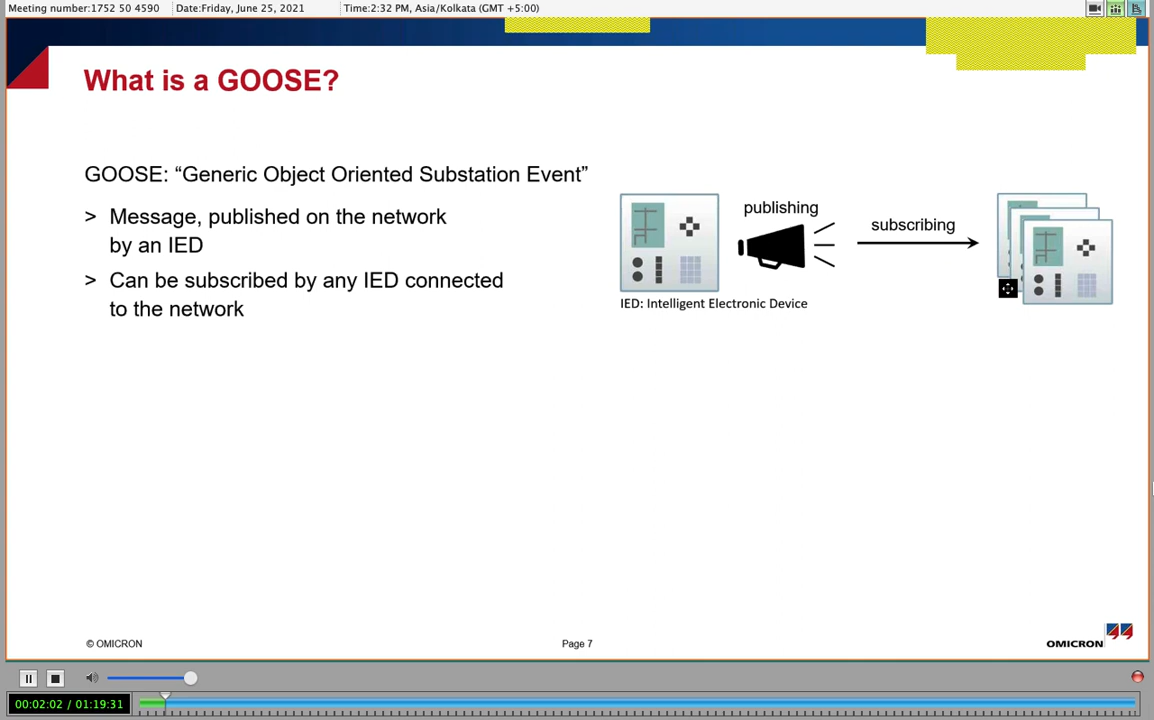 Meeting number:1752 50 4590 Date:Friday, June 25, 2021 Time:2:32 PM, Asia/Kolkata (GMT +5:00)
What is a GOOSE?
GOOSE: “Generic Object Oriented Substation Event”
> Message, published on the network
by an IED
> Can be subscribed by any IED connected
to the network
publishing
subscribing
IED: Intelligent Electronic Device
© OMICRON
Page 7
OMICRON
00:02:02 / 01:19:31